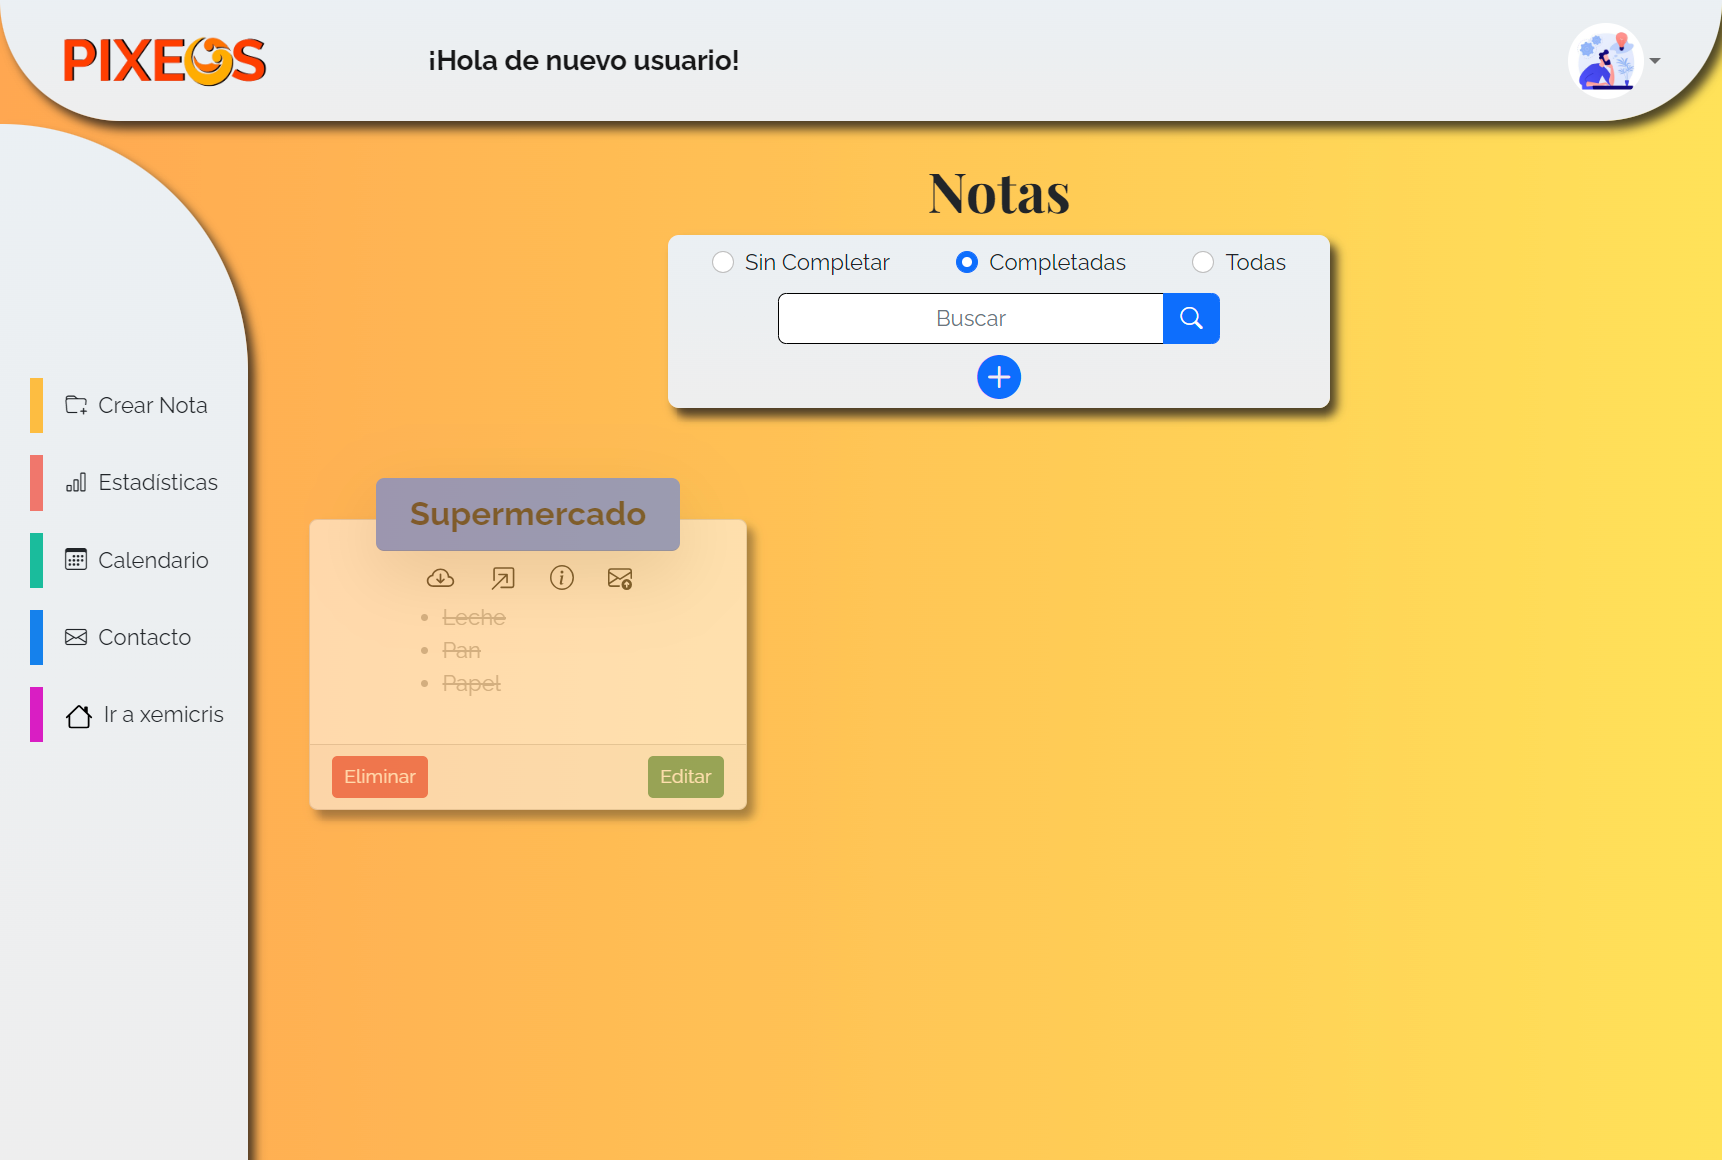 PIXEOS
¡Hola de nuevo usuario!
Notas
Sin Completar
Completadas
Todas
Buscar
Crear Nota
Estadísticas
Calendario
Contacto
Ir a xemicris
Supermercado
Leche
Pan
Papel
Eliminar
Editar